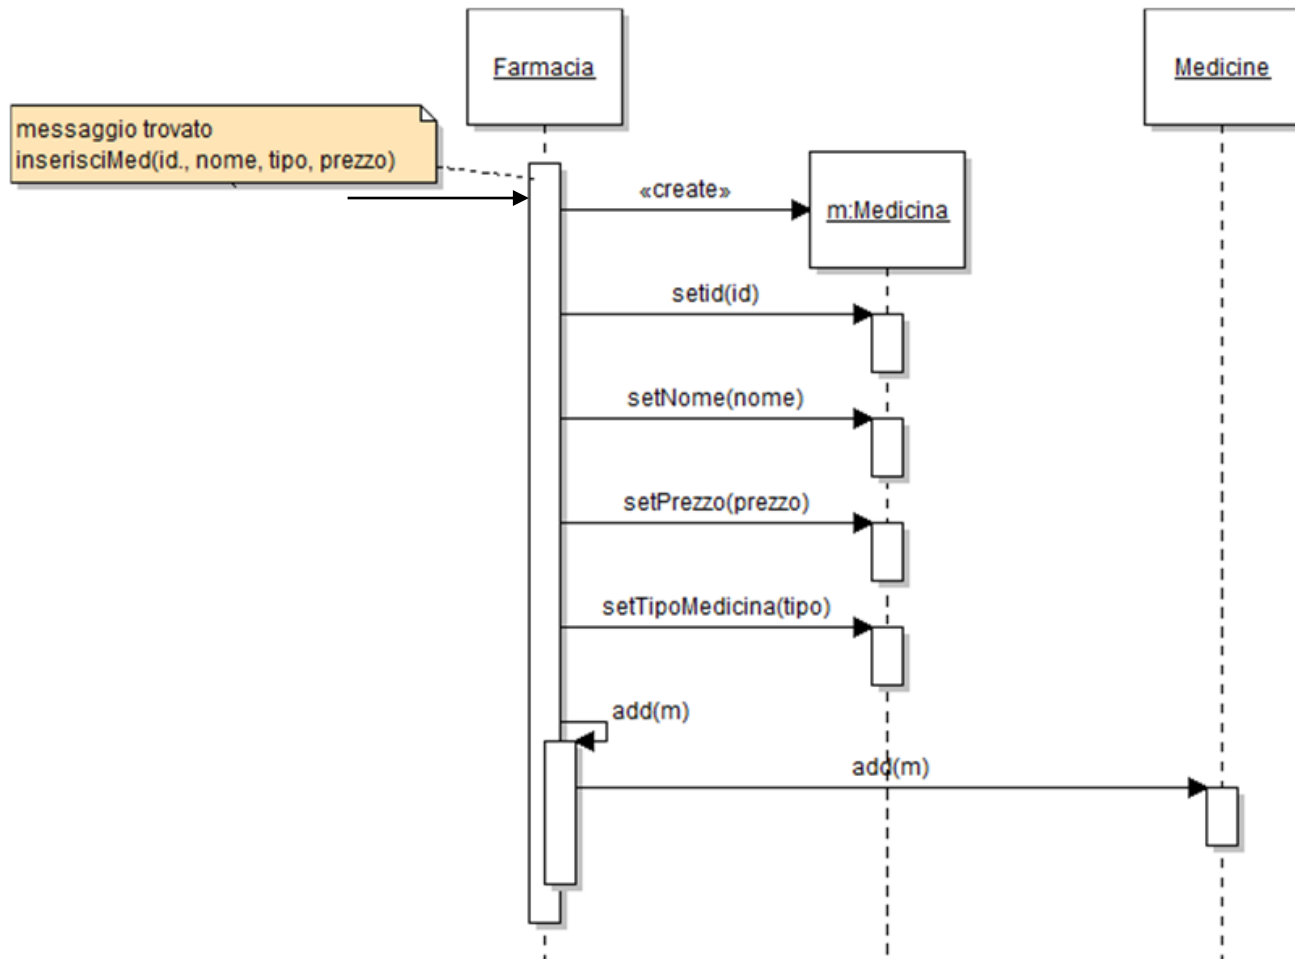 Farmacia
Medicine
messaggio trovato
inserisciMed(id., nome, tipo, prezzo)
«create»
m:Medicina
setid(id)
setNome(nome)
setPrezzo(prezzo)
setTipoMedicina(tipo)
add(m)
add(m)